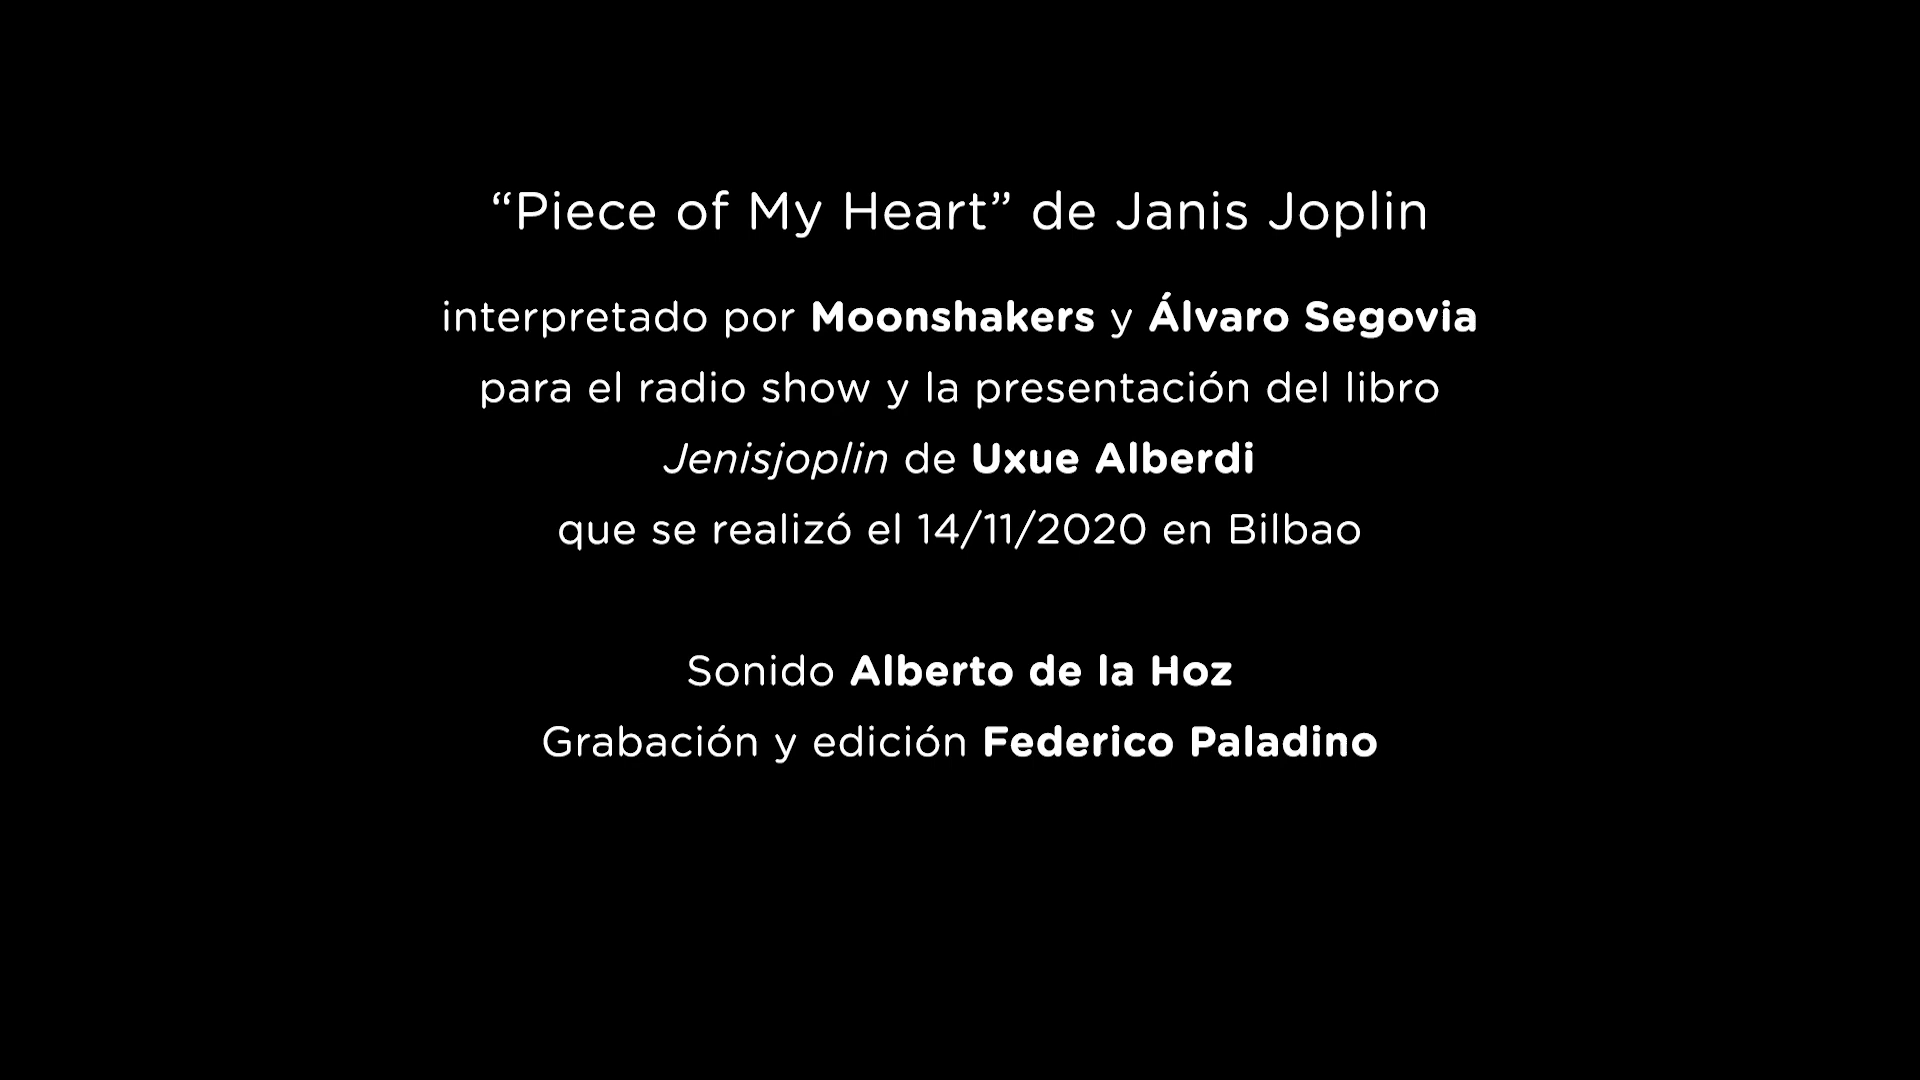 “Piece of My Heart” de Janis Joplin
interpretado por Moonshakers y Álvaro Segovia
para el radio show y la presentación del libro
Jenisjoplin de Uxue Alberdi
que se realizó el 14/11/2020 en Bilbao
Sonido Alberto de la Hoz
Grabación y edición Federico Paladino